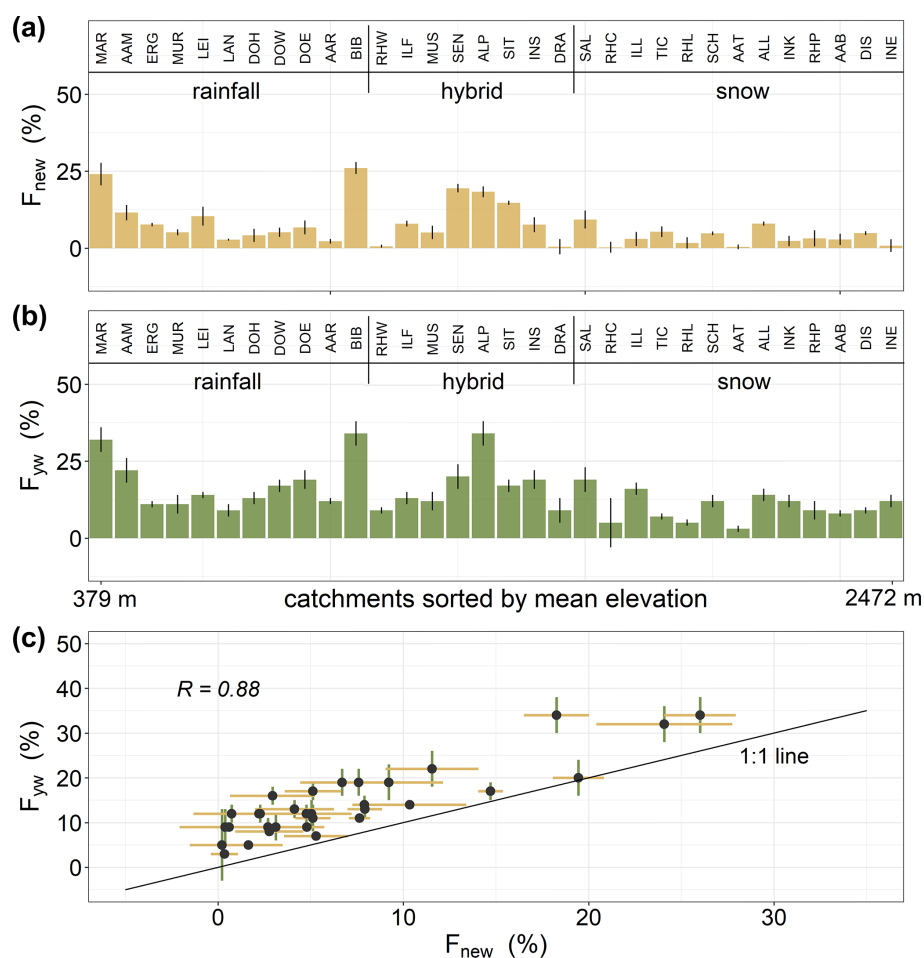 (a)
MAR AAM ERG MUR LEI LAN DOH DOW DOE AAR BIB RHW ILF MUS SEN ALP SIT INS DRA SAL RHC ILL TIC RHL SCH AAT ALL INK RHP AAB DIS INE
rainfall hybrid snow
50
25
0
Fnew (%)
(b)
MAR AAM ERG MUR LEI LAN DOH DOW DOE AAR BIB RHW ILF MUS SEN ALP SIT INS DRA SAL RHC ILL TIC RHL SCH AAT ALL INK RHP AAB DIS INE
rainfall hybrid snow
50
25
0
Fyw (%)
379 m catchments sorted by mean elevation 2472 m
(c)
50
40
30
20
10
0
Fyw (%)
R = 0.88
1:1 line
0 10 20 30
Fnew (%)